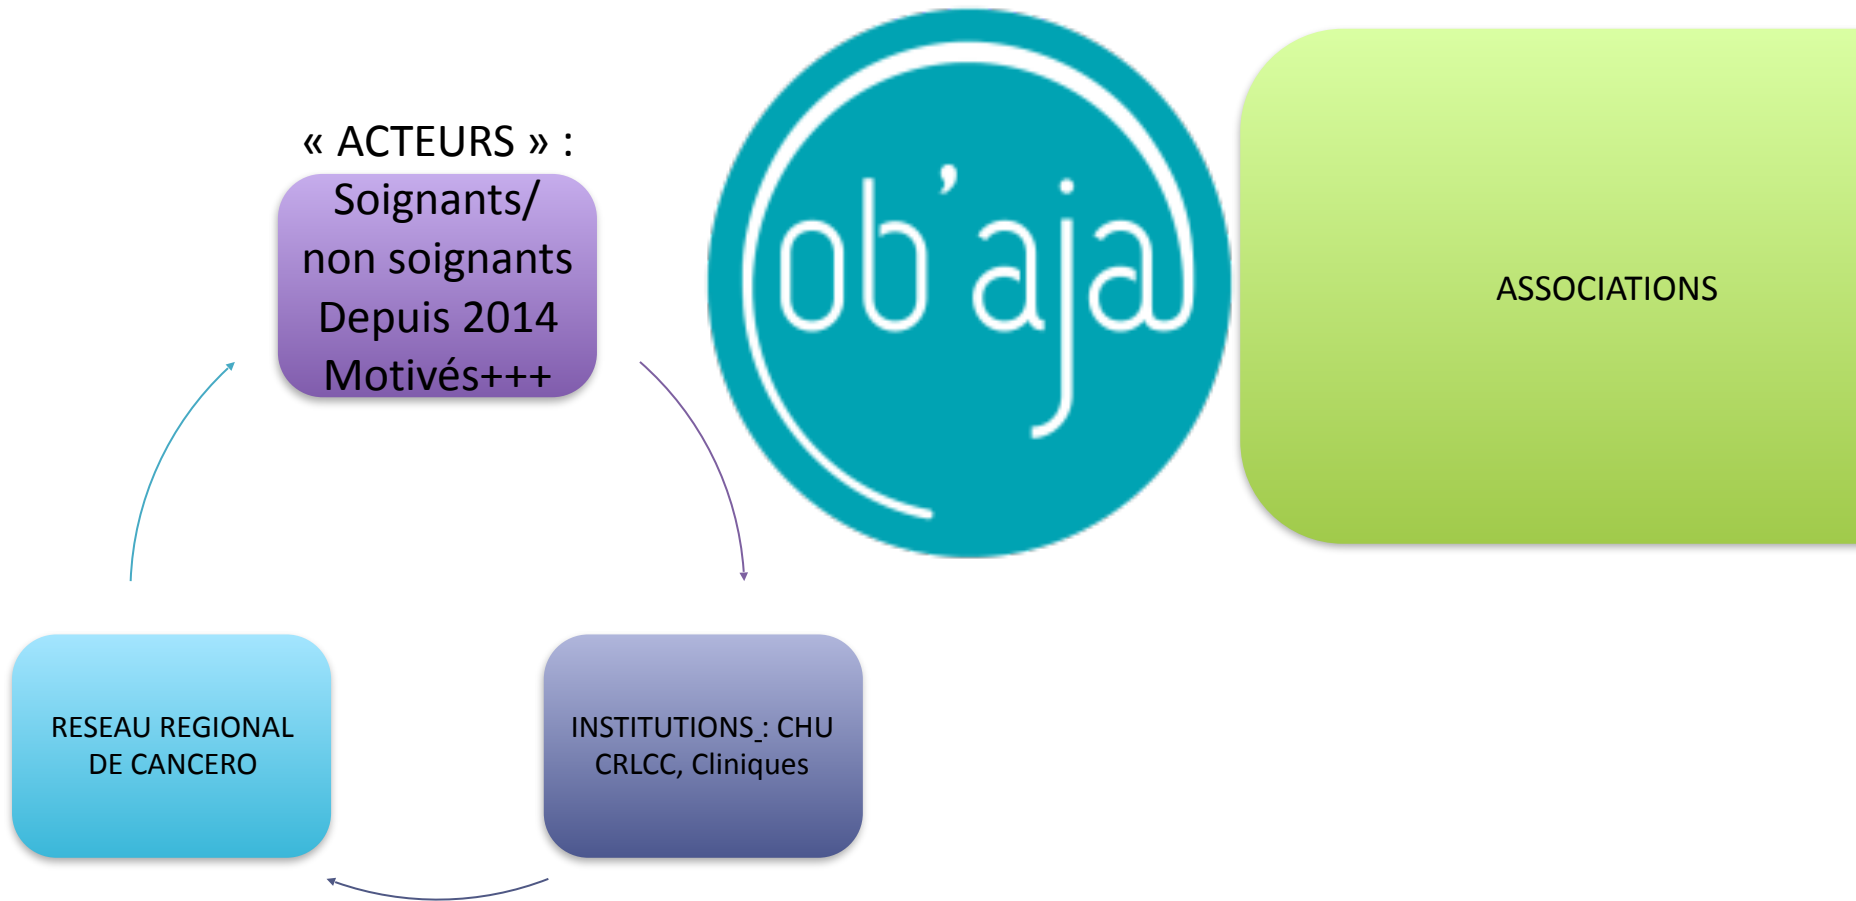 « ACTEURS » :
Soignants/
non soignants
Depuis 2014
Motivés+++
ob'aja
ASSOCIATIONS
RESEAU REGIONAL
DE CANCERO
INSTITUTIONS : CHU
CRLCC, Cliniques